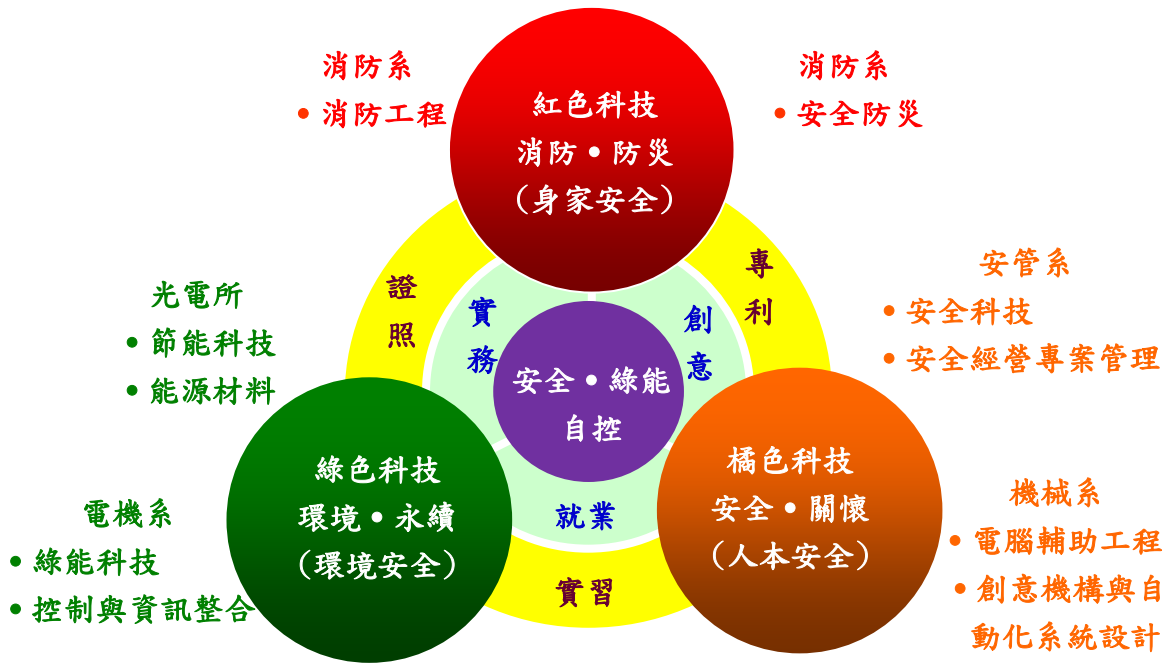 消防系
• 消防工程
紅色科技
消防•防災
（身家安全）
消防系
• 安全防災
證
照
實
務
專
利
創
意
光電所
• 節能科技
• 能源材料
安管系
• 安全科技
• 安全經營專案管理
安全•綠能
自控
綠色科技
環境•永續
（環境安全）
橘色科技
安全•關懷
（人本安全）
就業
實習
電機系
• 綠能科技
• 控制與資訊整合
機械系
• 電腦輔助工程
• 創意機構與自
動化系統設計